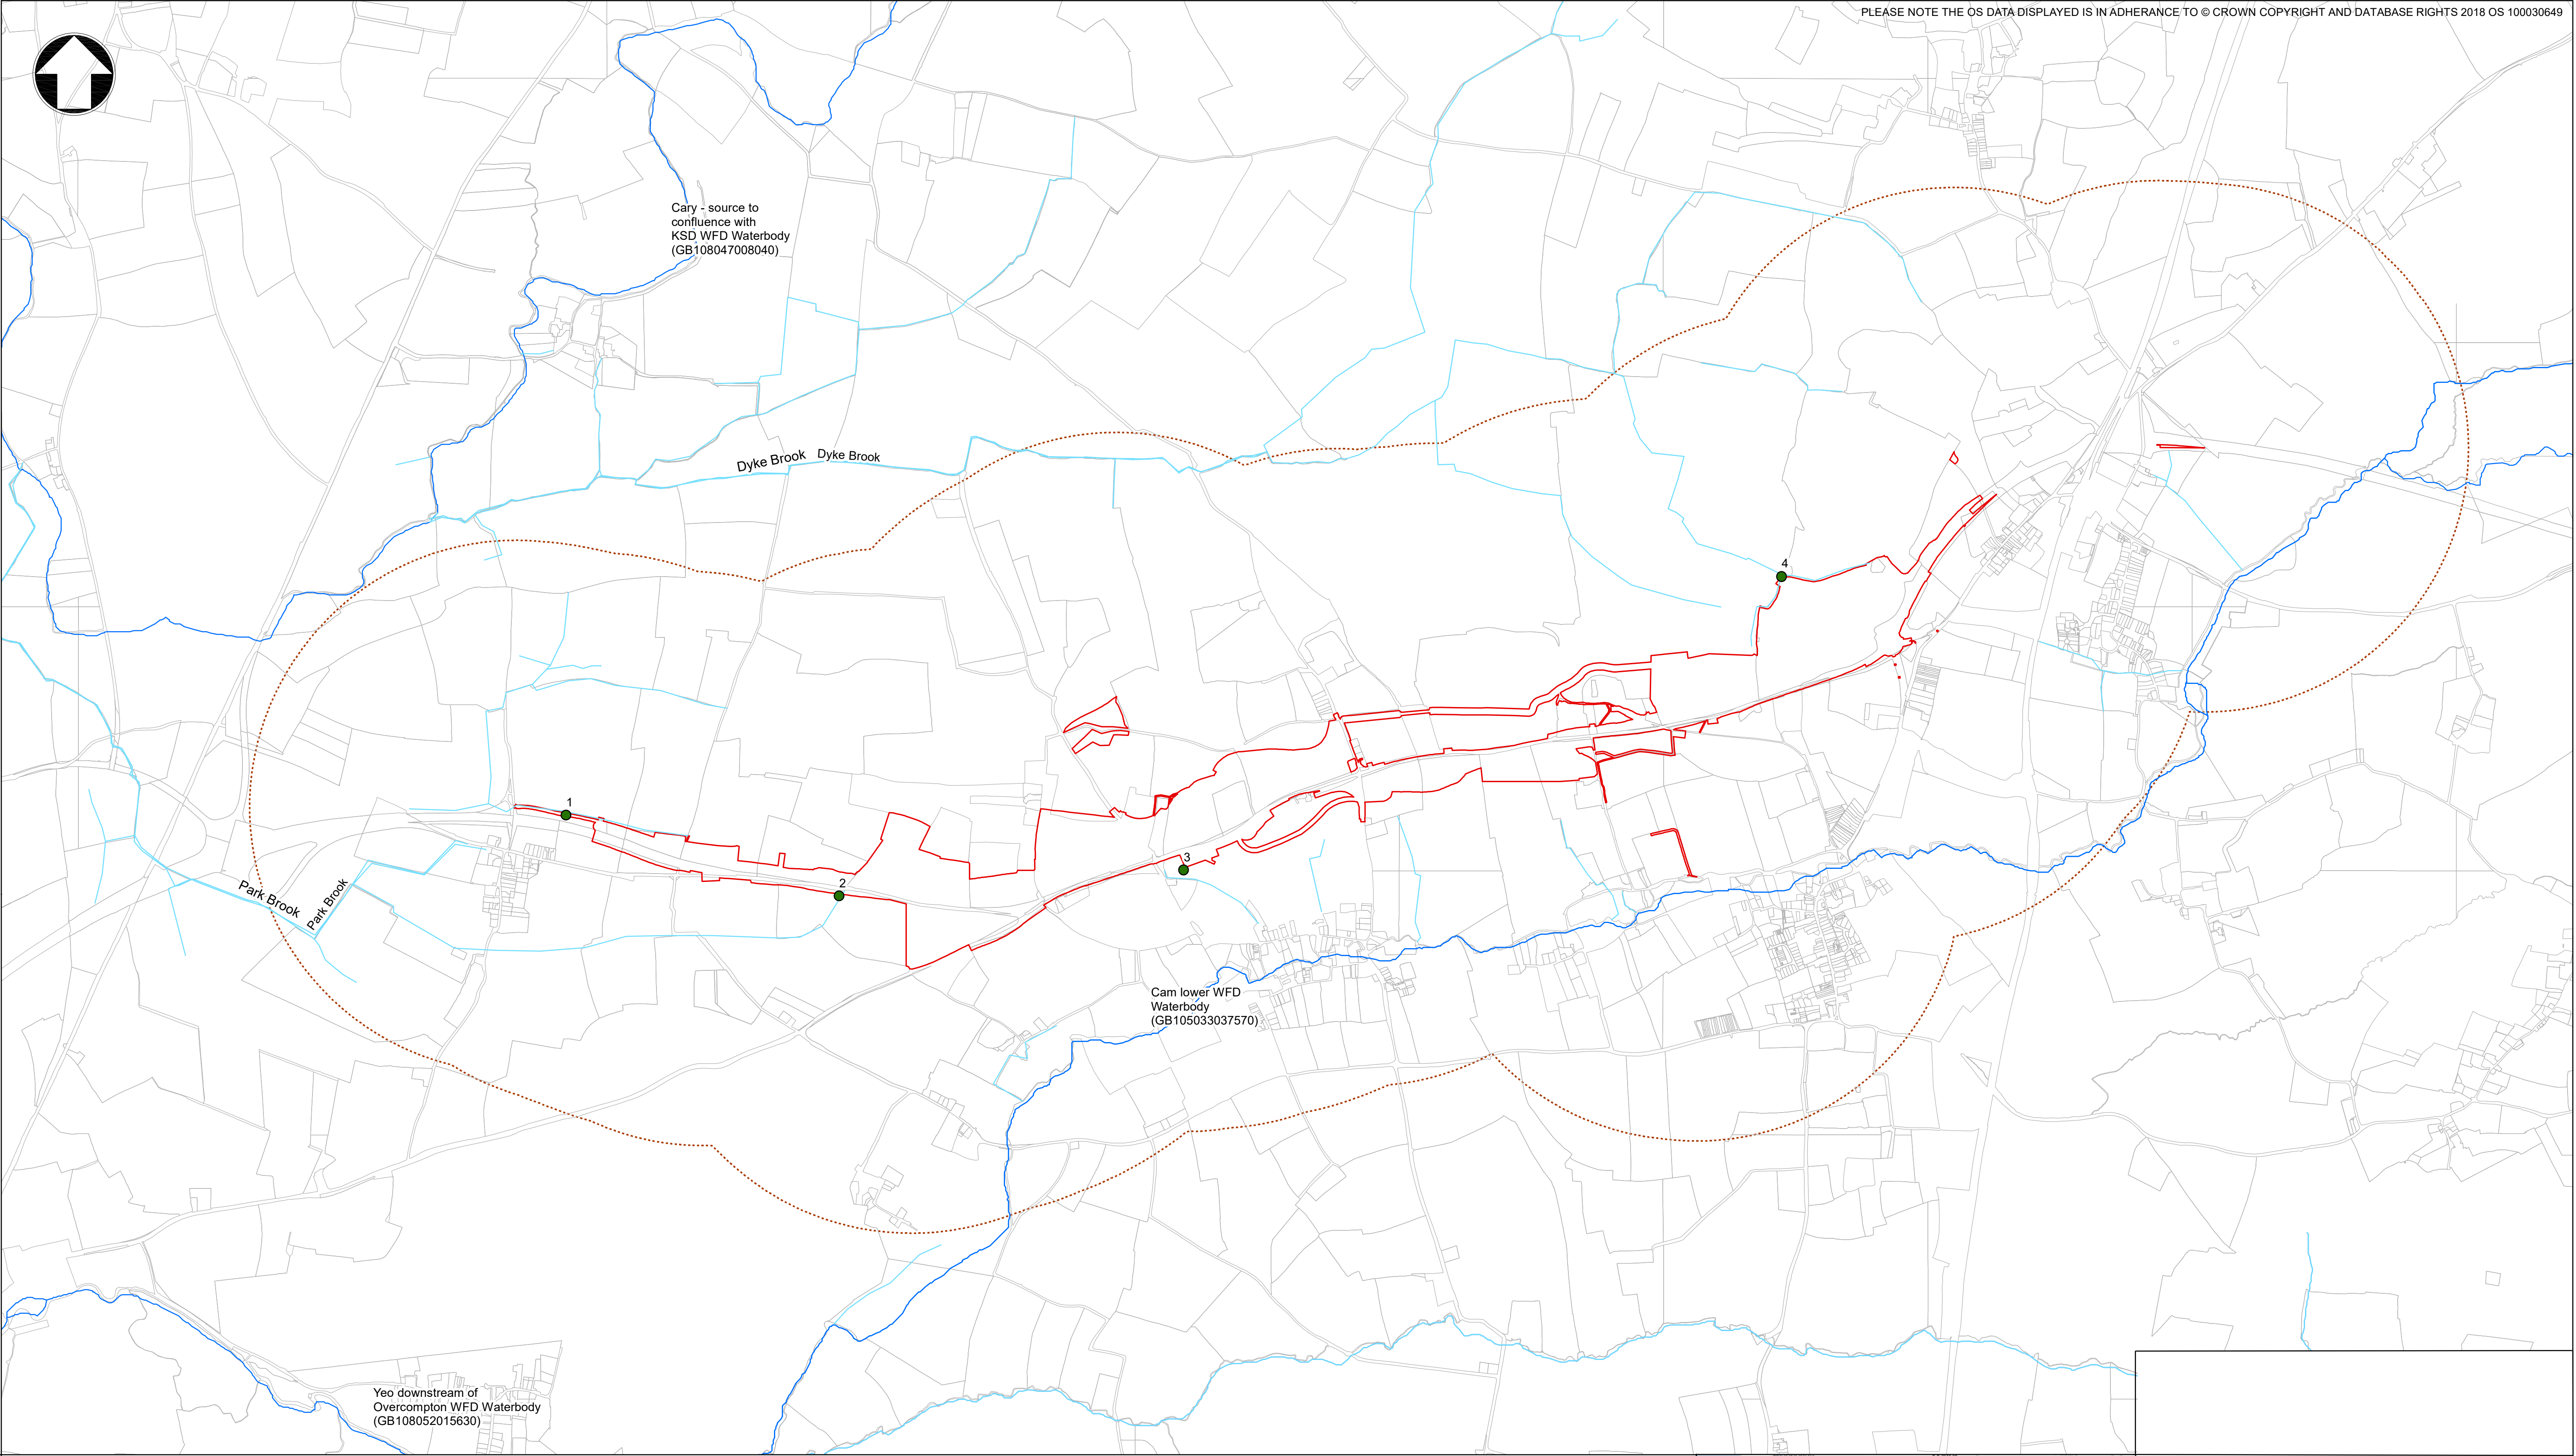 PLEASE NOTE THE OS DATA DISPLAYED IS IN ADHERANCE TO © CROWN COPYRIGHT AND DATABASE RIGHTS 2018 OS 100030649
Cary - source to
confluence with
KSD WFD Waterbody
(GB108047008040)
Dyke Brook
Dyke Brook
4
1
2
3
Park Brook
Park Brook
Cam lower WFD
Waterbody
(GB105033037570)
Yeo downstream of
Overcompton WFD Waterbody
(GB108052015630)